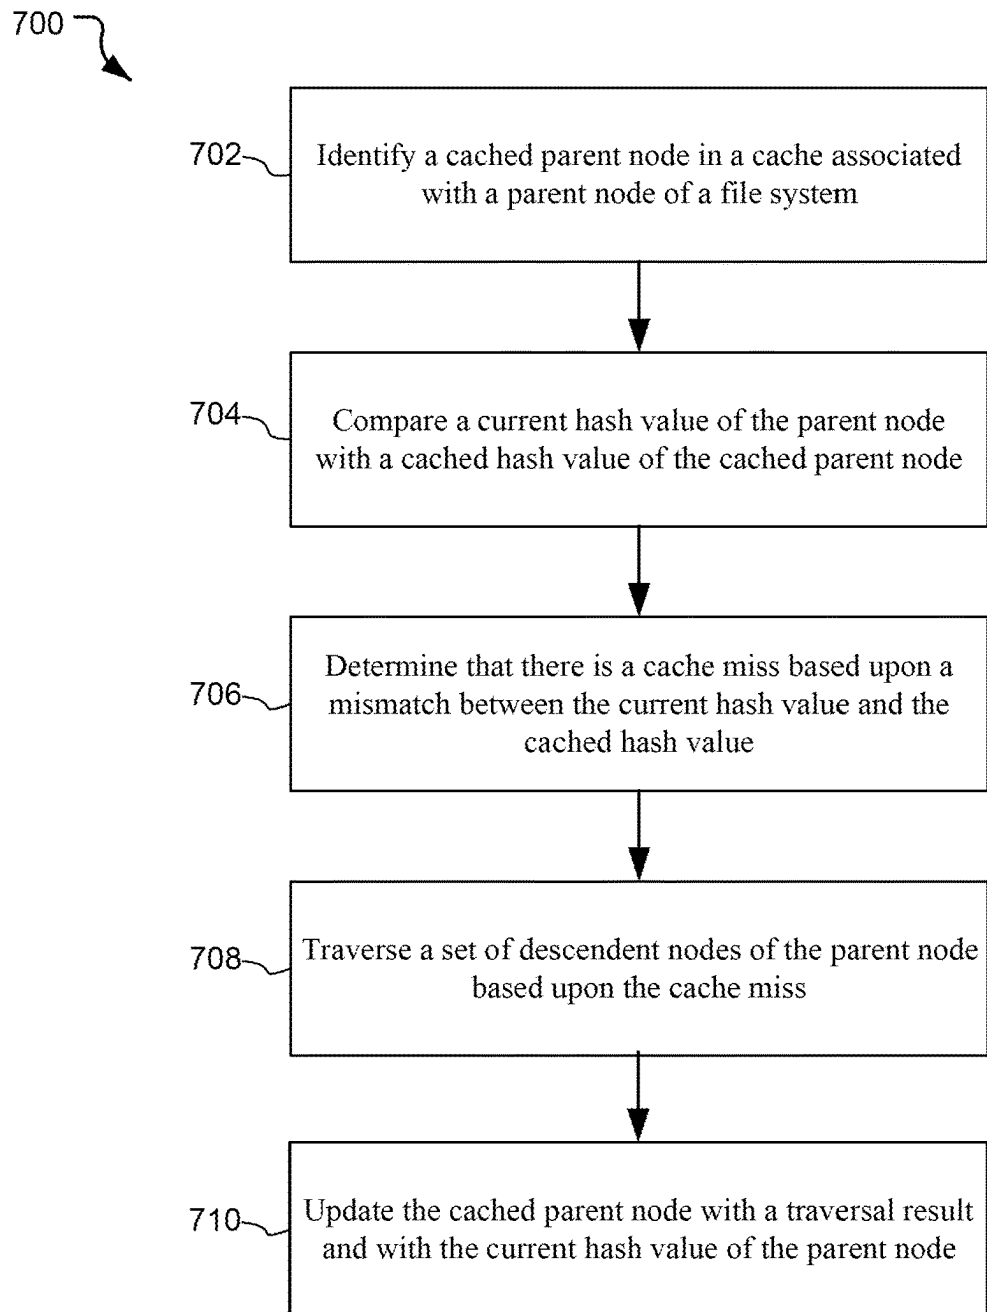 700
702
Identify a cached parent node in a cache associated
with a parent node of a file system
704
Compare a current hash value of the parent node
with a cached hash value of the cached parent node
706
Determine that there is a cache miss based upon a
mismatch between the current hash value and the
cached hash value
708
Traverse a set of descendent nodes of the parent node
based upon the cache miss
710
Update the cached parent node with a traversal result
and with the current hash value of the parent node